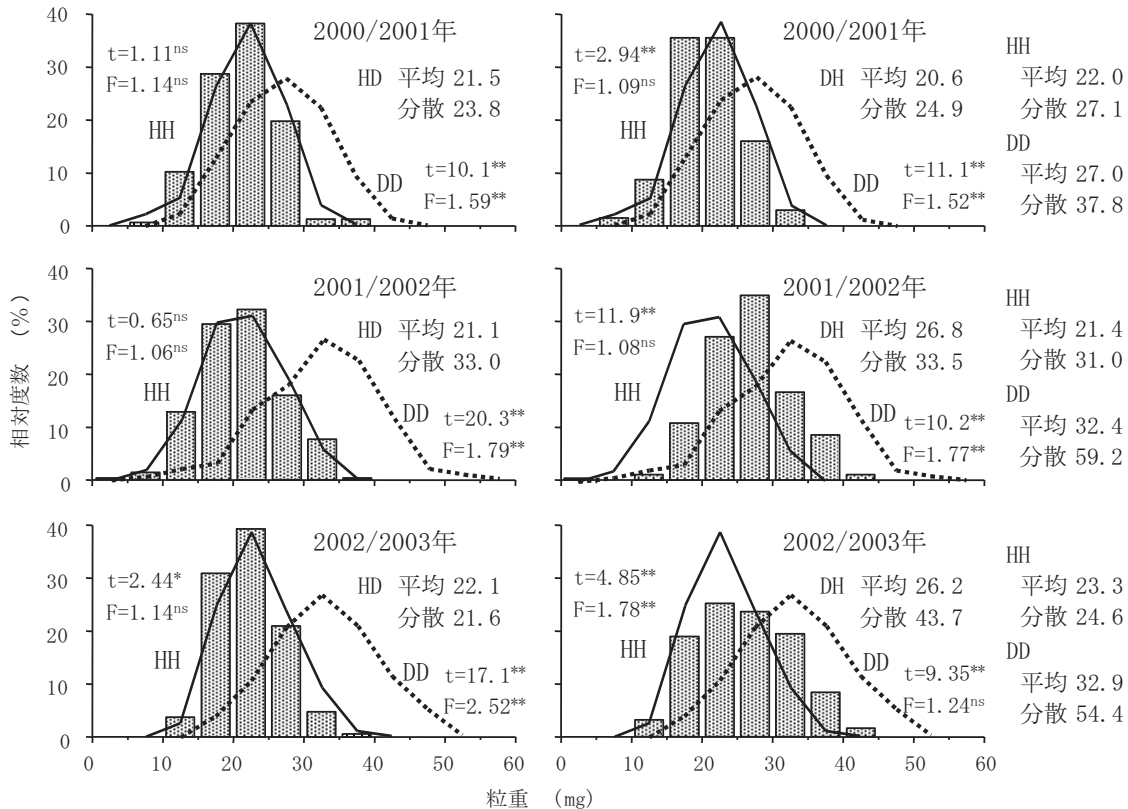 40
30
20
10
0
2000/2001年
t=1.11ns
F=1.14ns
HD 平均 21.5
分散 23.8
HH
DD
t=10.1**
F=1.59**
2000/2001年
t=2.94**
F=1.09ns
DH 平均 20.6
分散 24.9
HH
DD
t=11.1**
F=1.52**
HH
平均 22.0
分散 27.1
DD
平均 27.0
分散 37.8
相対度数 (%)
40
30
20
10
0
2001/2002年
t=0.65ns
F=1.06ns
HD 平均 21.1
分散 33.0
HH
DD
t=20.3**
F=1.79**
2001/2002年
t=11.9**
F=1.08ns
DH 平均 26.8
分散 33.5
HH
DD
t=10.2**
F=1.77**
HH
平均 21.4
分散 31.0
DD
平均 32.4
分散 59.2
40
30
20
10
0
2002/2003年
t=2.44*
F=1.14ns
HD 平均 22.1
分散 21.6
HH
DD
t=17.1**
F=2.52**
2002/2003年
t=4.85**
F=1.78**
DH 平均 26.2
分散 43.7
HH
DD
t=9.35**
F=1.24ns
HH
平均 23.3
分散 24.6
DD
平均 32.9
分散 54.4
0 10 20 30 40 50 60
0 10 20 30 40 50 60
粒重 (mg)